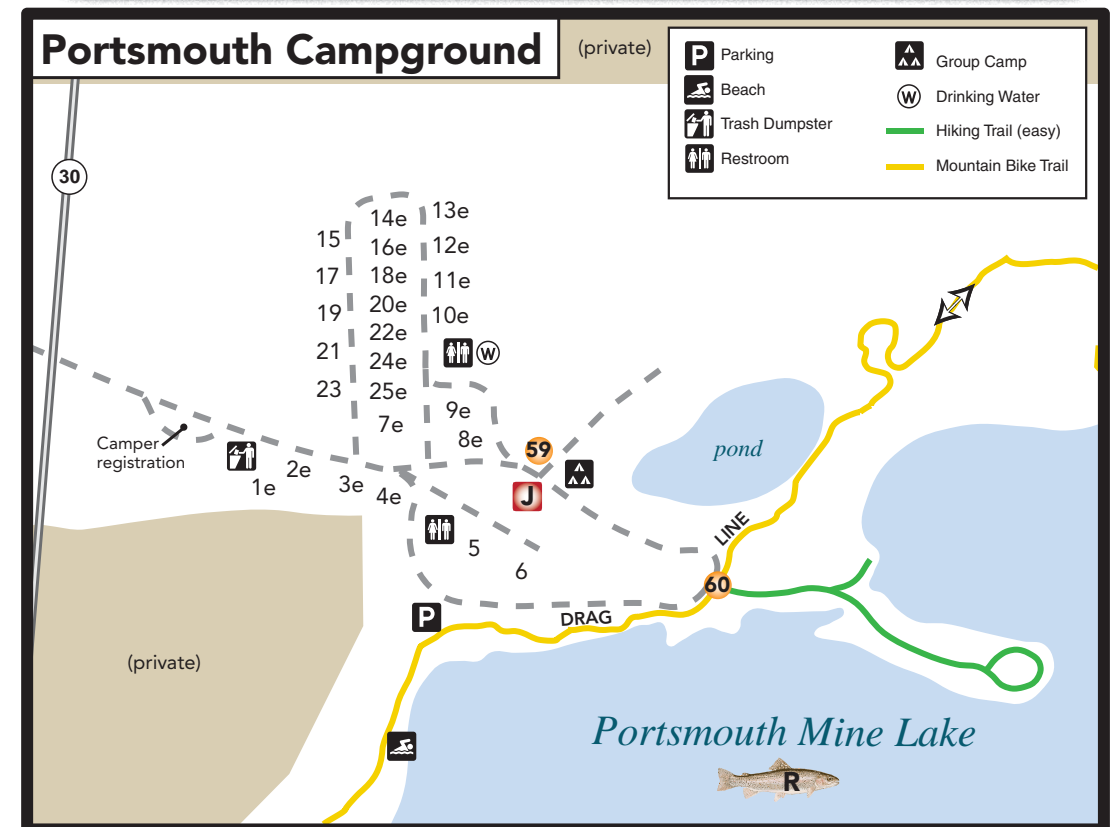 Portsmouth Campground
(private)
P Parking
Beach
Trash Dumpster
Restroom
Group Camp
W Drinking Water
Hiking Trail (easy)
Mountain Bike Trail
30
14e
13e
15
16e
12e
17
18e
11e
19
20e
10e
22e
21
24e
W
23
25e
9e
7e
8e
59
Camper
registration
2e
1e
3e
4e
J
pond
5
6
LINE
60
P
DRAG
(private)
Portsmouth Mine Lake
R